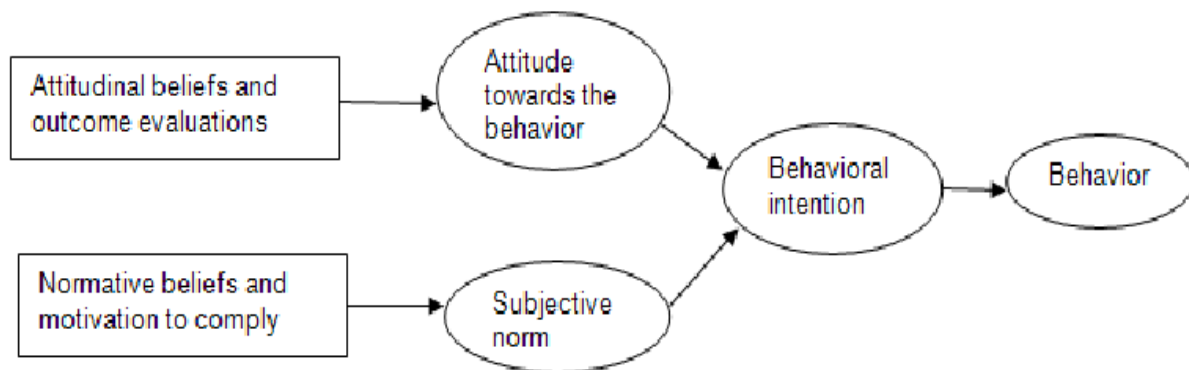 Attitudinal beliefs and
outcome evaluations
Attitude
towards the
behavior
Normative beliefs and
motivation to comply
Subjective
norm
Behavioral
intention
Behavior